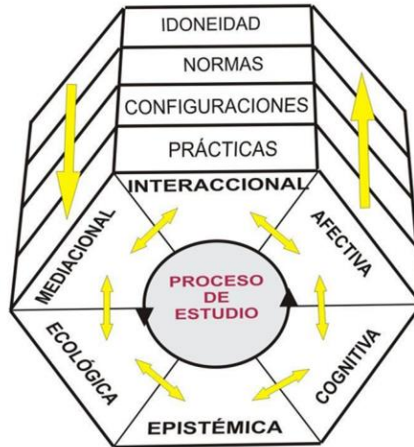 IDONEIDAD
NORMAS
CONFIGURACIONES
PRÁCTICAS
INTERACCIONAL
MEDIACIONAL
AFECTIVA
PROCESO
DE
ESTUDIO
ECOLÓGICA
COGNITIVA
EPISTÉMICA